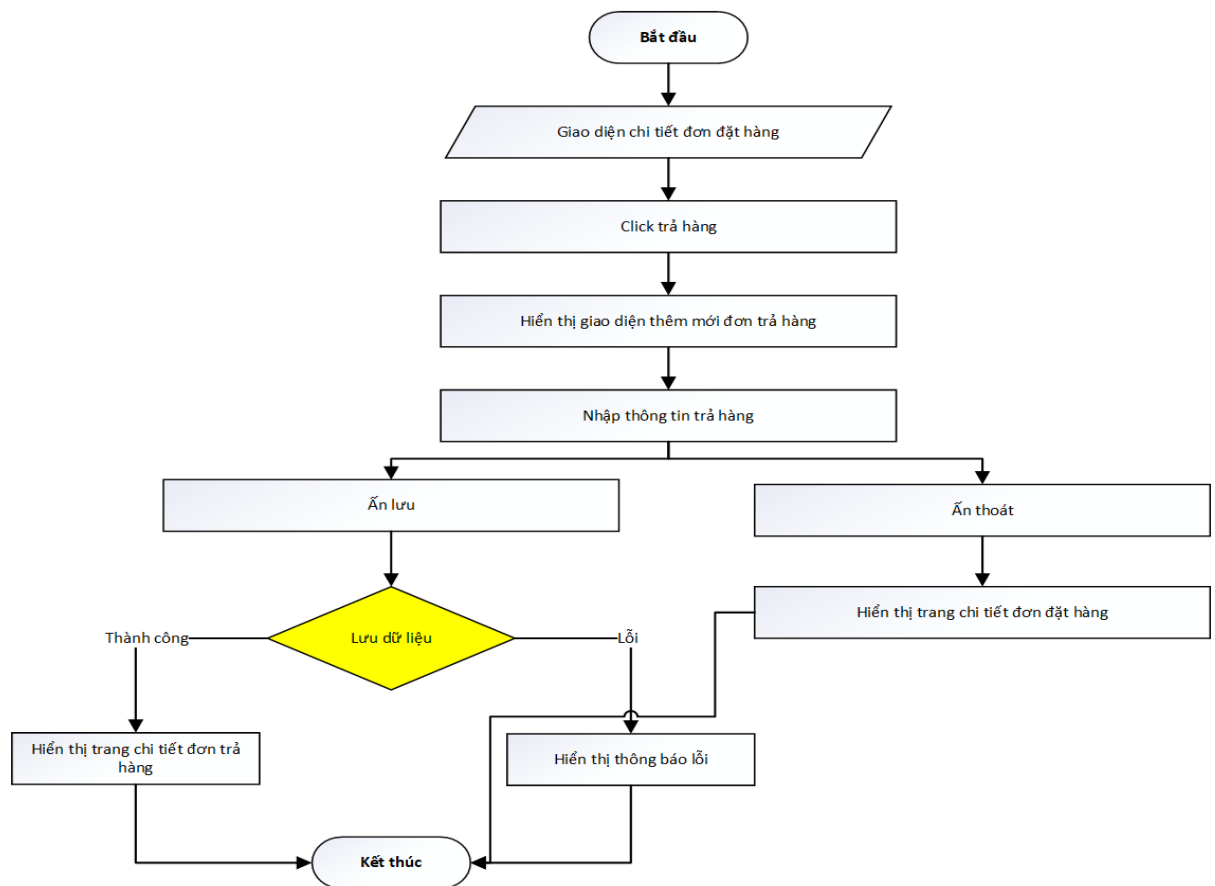 Bắt đầu
Giao diện chi tiết đơn đặt hàng
Click trả hàng
Hiển thị giao diện thêm mới đơn trả hàng
Nhập thông tin trả hàng
Ấn lưu
Ấn thoát
Hiển thị trang chi tiết đơn đặt hàng
Thành công
Lưu dữ liệu
Lỗi
Hiển thị trang chi tiết đơn trả
hàng
Hiển thị thông báo lỗi
Kết thúc